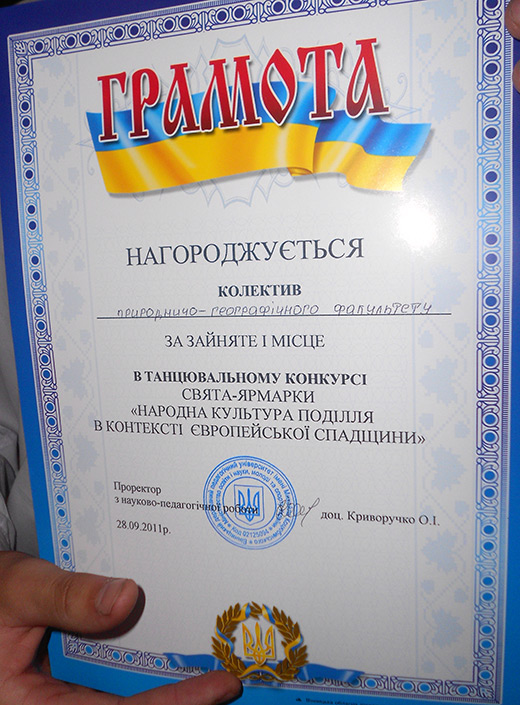 ГРАМОТА
НАГОРОДЖУЄТЬСЯ
КОЛЕКТИВ
природничо-географічного факультету
ЗА ЗАЙНЯТЕ І МІСЦЕ
В ТАНЦЮВАЛЬНОМУ КОНКУРСІ
СВЯТА-ЯРМАРКИ
«НАРОДНА КУЛЬТУРА ПОДІЛЛЯ
В КОНТЕКСТІ ЄВРОПЕЙСЬКОЇ СПАДЩИНИ»
Проректор
з науково-педагогічної роботи доц. Криворучко О.І.
28.09.2011р.